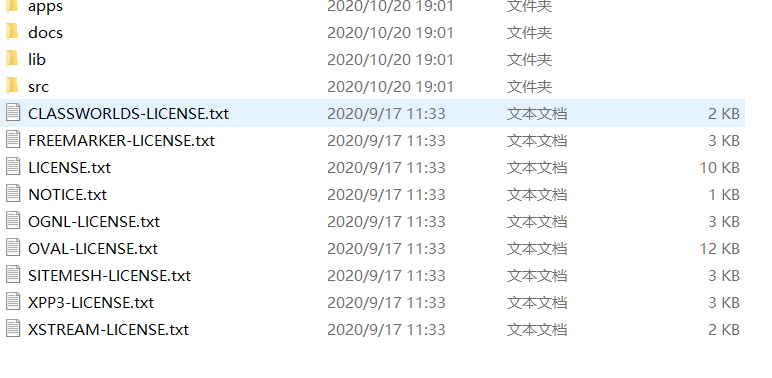 apps 2020/10/20 19:01 文件夹
docs 2020/10/20 19:01 文件夹
lib 2020/10/20 19:01 文件夹
src 2020/10/20 19:01 文件夹
CLASSWORLDS-LICENSE.txt 2020/9/17 11:33 文本文档 2 KB
FREEMARKER-LICENSE.txt 2020/9/17 11:33 文本文档 3 KB
LICENSE.txt 2020/9/17 11:33 文本文档 10 KB
NOTICE.txt 2020/9/17 11:33 文本文档 1 KB
OGNL-LICENSE.txt 2020/9/17 11:33 文本文档 3 KB
OVAL-LICENSE.txt 2020/9/17 11:33 文本文档 12 KB
SITEMESH-LICENSE.txt 2020/9/17 11:33 文本文档 3 KB
XPP3-LICENSE.txt 2020/9/17 11:33 文本文档 3 KB
XSTREAM-LICENSE.txt 2020/9/17 11:33 文本文档 2 KB